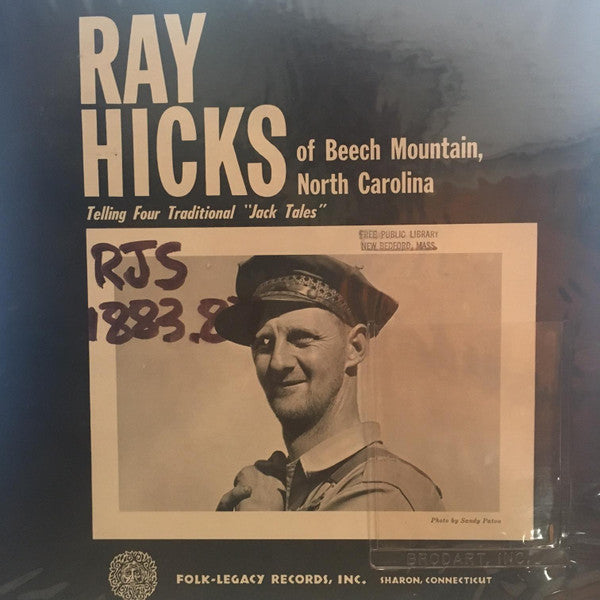 RAY
HICKS
of Beech Mountain,
North Carolina
Telling Four Traditional "Jack Tales"
FREE PUBLIC LIBRARY
NEW BEDFORD, MASS.
RJS
1883.8
Photo by Sandy Paton
BRODART, INC.
FOLK-LEGACY RECORDS, INC. SHARON, CONNECTICUT